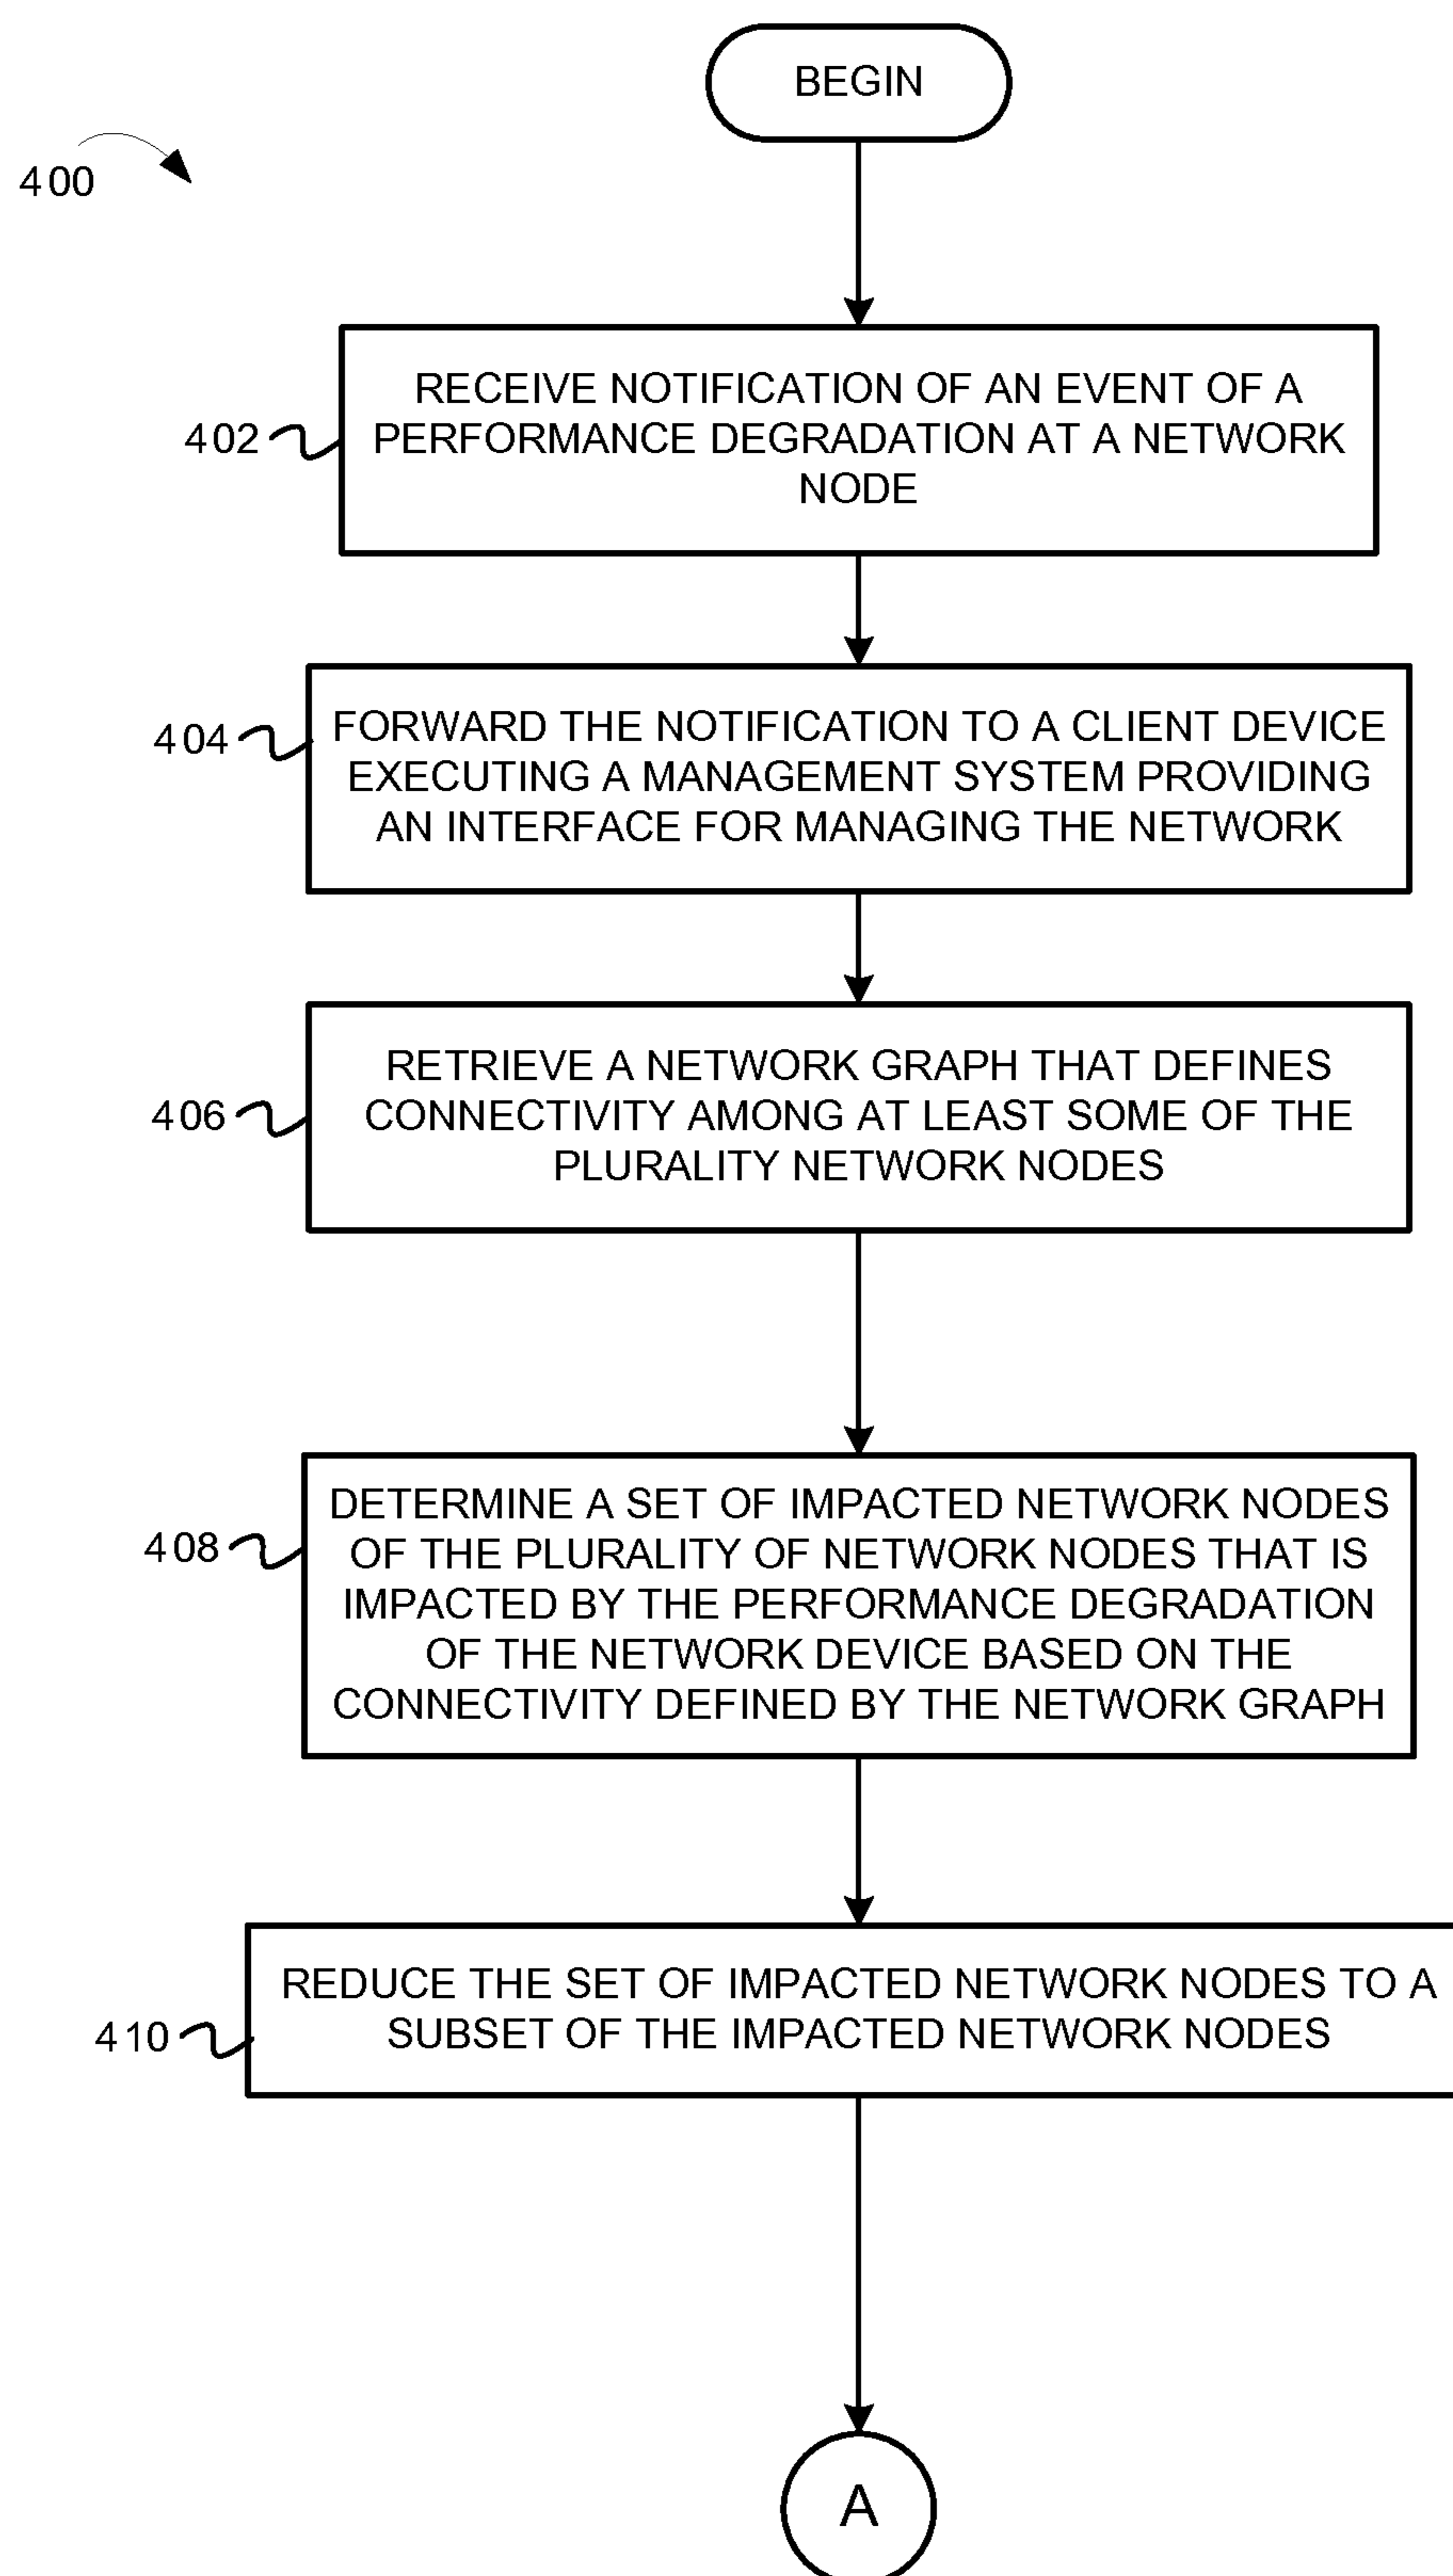 BEGIN
400
RECEIVE NOTIFICATION OF AN EVENT OF A
PERFORMANCE DEGRADATION AT A NETWORK
NODE
402
FORWARD THE NOTIFICATION TO A CLIENT DEVICE
EXECUTING A MANAGEMENT SYSTEM PROVIDING
AN INTERFACE FOR MANAGING THE NETWORK
404
RETRIEVE A NETWORK GRAPH THAT DEFINES
CONNECTIVITY AMONG AT LEAST SOME OF THE
PLURALITY NETWORK NODES
406
DETERMINE A SET OF IMPACTED NETWORK NODES
OF THE PLURALITY OF NETWORK NODES THAT IS
IMPACTED BY THE PERFORMANCE DEGRADATION
OF THE NETWORK DEVICE BASED ON THE
CONNECTIVITY DEFINED BY THE NETWORK GRAPH
408
REDUCE THE SET OF IMPACTED NETWORK NODES TO A
SUBSET OF THE IMPACTED NETWORK NODES
410
A